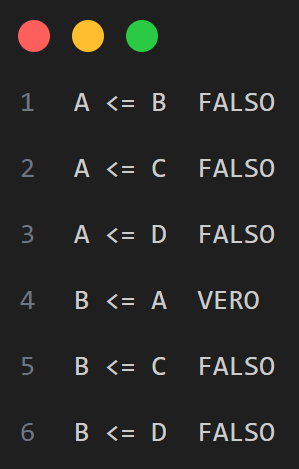 1 A <= B FALSO
2 A <= C FALSO
3 A <= D FALSO
4 B <= A VERO
5 B <= C FALSO
6 B <= D FALSO